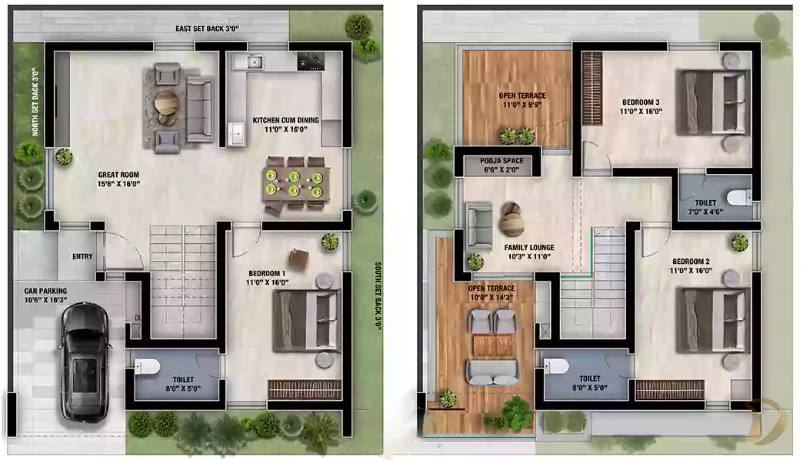 EAST SET BACK 3'0"
NORTH SET BACK 3'0"
KITCHEN CUM DINING
11'0" X 16'0"
GREAT ROOM
15'6" X 16'0"
ENTRY
CAR PARKING
10'6" X 16'3"
BEDROOM 1
11'0" X 16'0"
SOUTH SET BACK 3'0"
TOILET
8'0" X 5'0"
OPEN TERRACE
11'0" X 9'9"
BEDROOM 3
11'0" X 16'0"
POOJA SPACE
6'6" X 2'0"
TOILET
7'0" X 4'6"
FAMILY LOUNGE
10'3" X 11'0"
BEDROOM 2
11'0" X 16'0"
OPEN TERRACE
10'0" X 14'3"
TOILET
8'0" X 5'0"